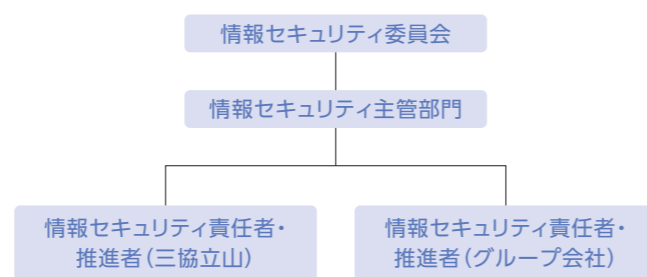 情報セキュリティ委員会
情報セキュリティ主管部門
情報セキュリティ責任者・
推進者(三協立山)
情報セキュリティ責任者・
推進者(グループ会社)